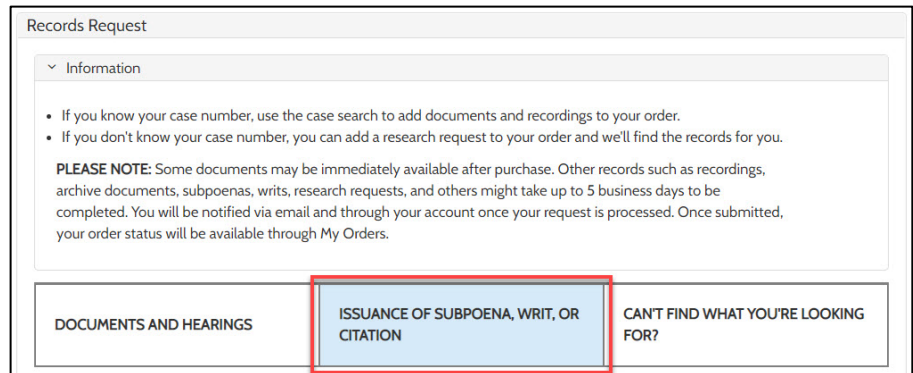 Records Request
Information
• If you know your case number, use the case search to add documents and recordings to your order.
• If you don't know your case number, you can add a research request to your order and we'll find the records for you.
PLEASE NOTE: Some documents may be immediately available after purchase. Other records such as recordings,
archive documents, subpoenas, writs, research requests, and others might take up to 5 business days to be
completed. You will be notified via email and through your account once your request is processed. Once submitted,
your order status will be available through My Orders.
DOCUMENTS AND HEARINGS
ISSUANCE OF SUBPOENA, WRIT, OR
CITATION
CAN'T FIND WHAT YOU'RE LOOKING
FOR?